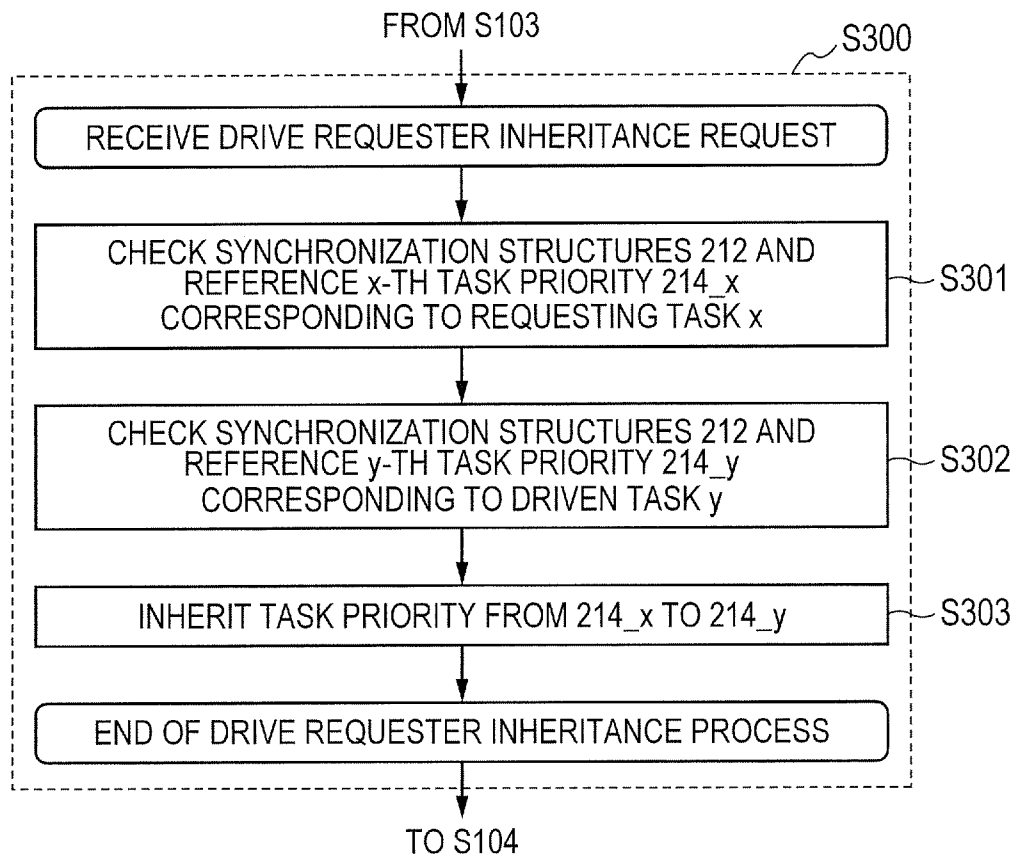 FROM S103
S300
RECEIVE DRIVE REQUESTER INHERITANCE REQUEST
CHECK SYNCHRONIZATION STRUCTURES 212 AND
REFERENCE x-TH TASK PRIORITY 214_x
CORRESPONDING TO REQUESTING TASK x
S301
CHECK SYNCHRONIZATION STRUCTURES 212 AND
REFERENCE y-TH TASK PRIORITY 214_y
CORRESPONDING TO DRIVEN TASK y
S302
INHERIT TASK PRIORITY FROM 214_x TO 214_y
S303
END OF DRIVE REQUESTER INHERITANCE PROCESS
TO S104